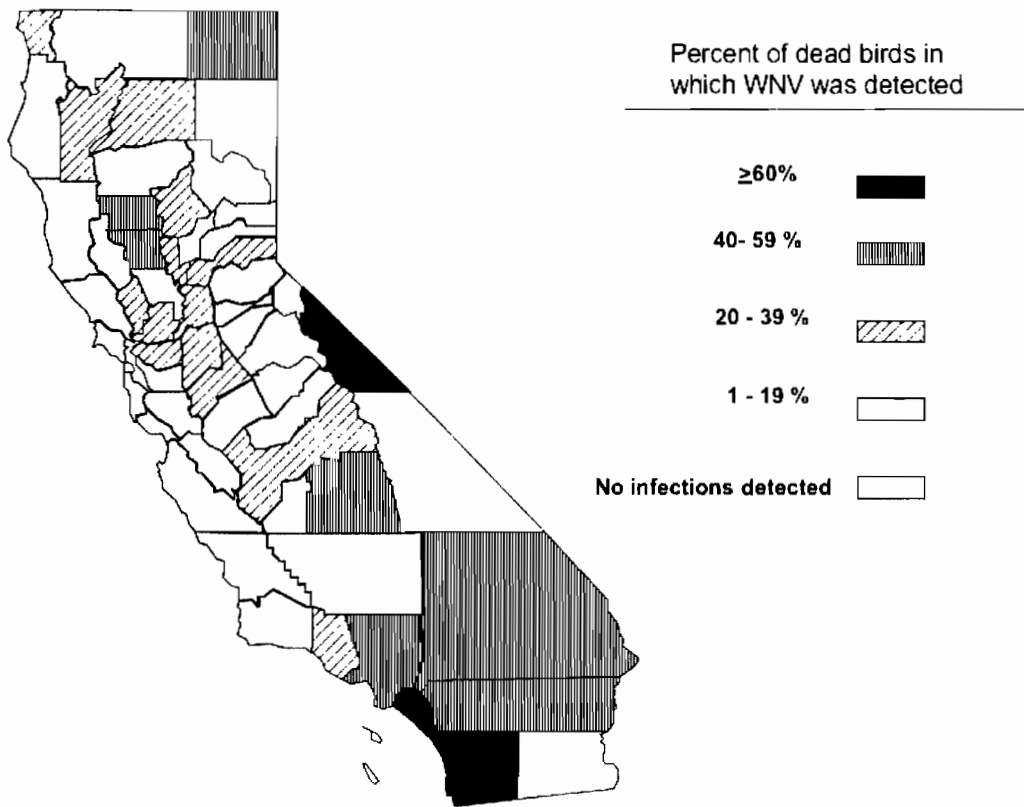 Percent of dead birds in
which WNV was detected
≥60%
40- 59 %
20 - 39 %
1 - 19 %
No infections detected